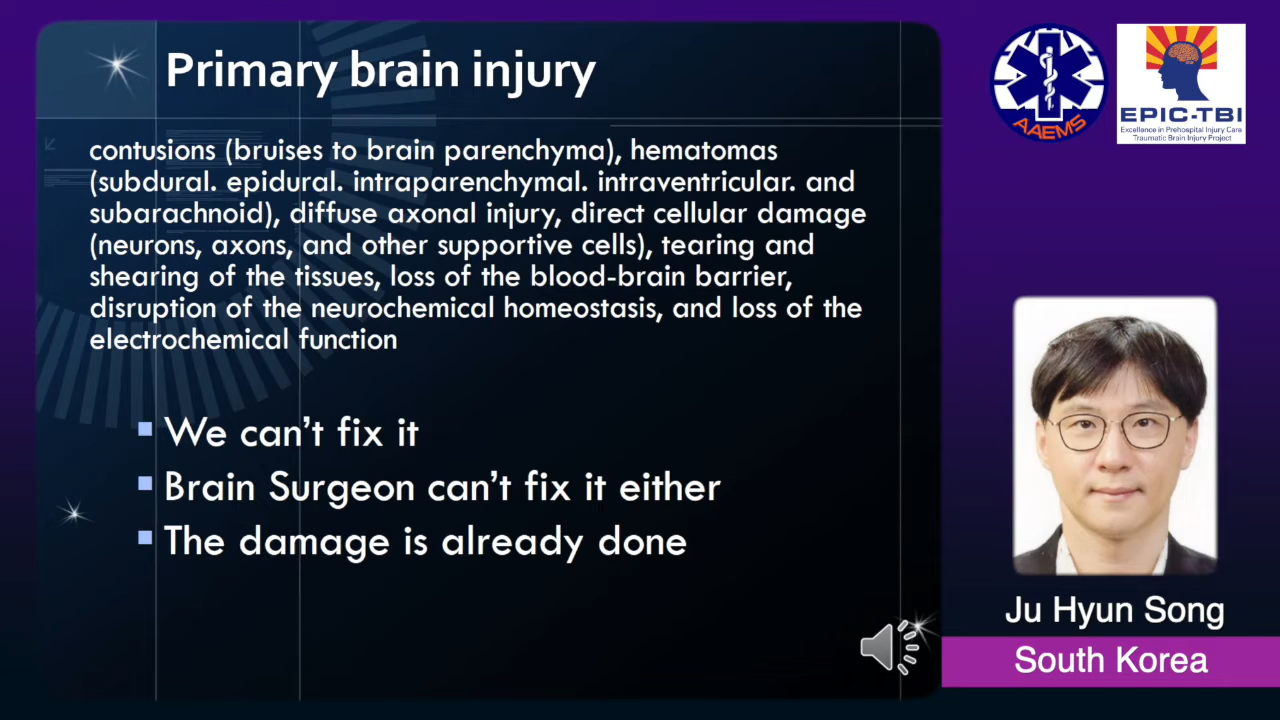 Primary brain injury
contusions (bruises to brain parenchyma), hematomas
(subdural. epidural. intraparenchymal. intraventricular. and
subarachnoid), diffuse axonal injury, direct cellular damage
(neurons, axons, and other supportive cells), tearing and
shearing of the tissues, loss of the blood-brain barrier,
disruption of the neurochemical homeostasis, and loss of the
electrochemical function
We can't fix it
Brain Surgeon can't fix it either
The damage is already done
AAEMS
EPIC-TBI
Excellence in Prehospital Injury Care
Traumatic Brain Injury Project
Ju Hyun Song
South Korea